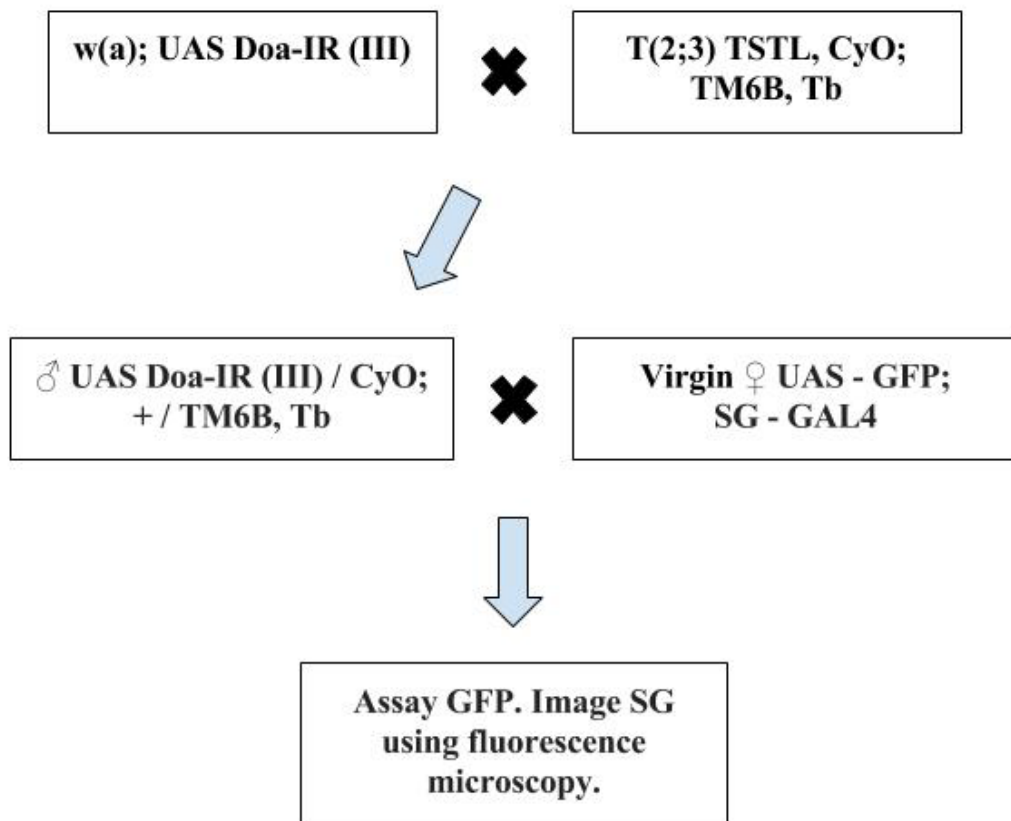 w(a); UAS Doa-IR (III)
T(2;3) TSTL, CyO;
TM6B, Tb
♂ UAS Doa-IR (III) / CyO;
+ / TM6B, Tb
Virgin ♀ UAS - GFP;
SG - GAL4
Assay GFP. Image SG
using fluorescence
microscopy.